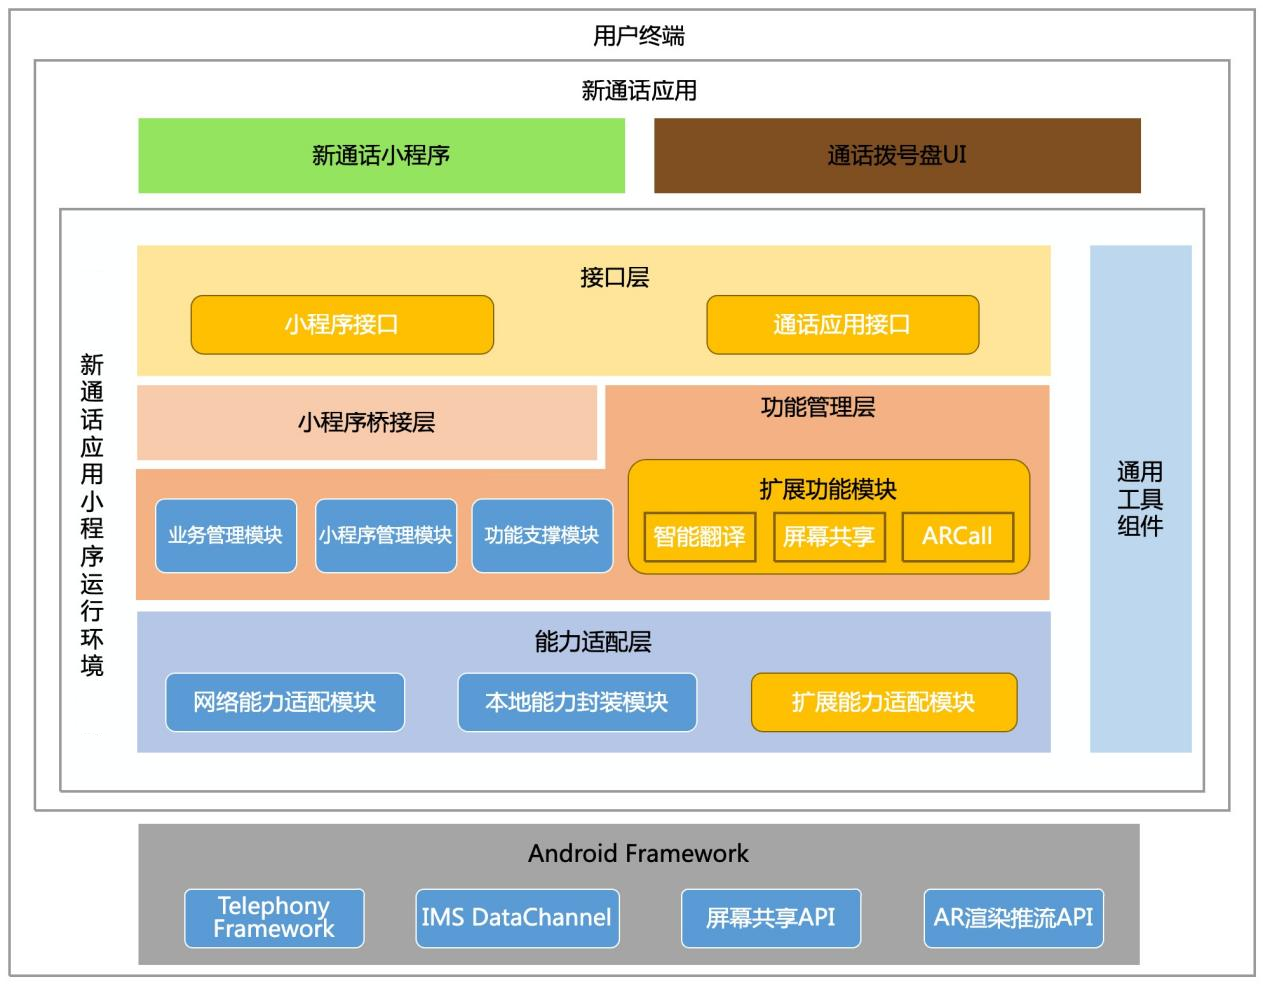 用户终端
新通话应用
新通话小程序
通话拨号盘UI
新通话应用小程序运行环境
接口层
小程序接口
通话应用接口
小程序桥接层
功能管理层
业务管理模块
小程序管理模块
功能支撑模块
扩展功能模块
智能翻译
屏幕共享
ARCall
能力适配层
网络能力适配模块
本地能力封装模块
扩展能力适配模块
通用
工具
组件
Android Framework
Telephony
Framework
IMS DataChannel
屏幕共享API
AR渲染推流API